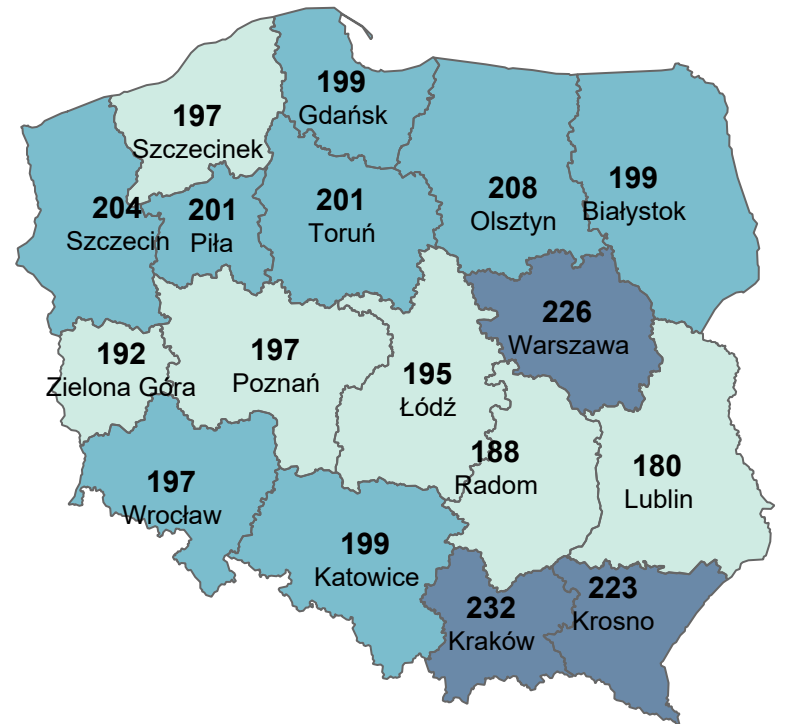 199
Gdańsk
197
Szczecinek
204
Szczecin
201
Piła
201
Toruń
208
Olsztyn
199
Białystok
226
Warszawa
192
Zielona Góra
197
Poznań
195
Łódź
188
Radom
180
Lublin
197
Wrocław
199
Katowice
232
Kraków
223
Krosno